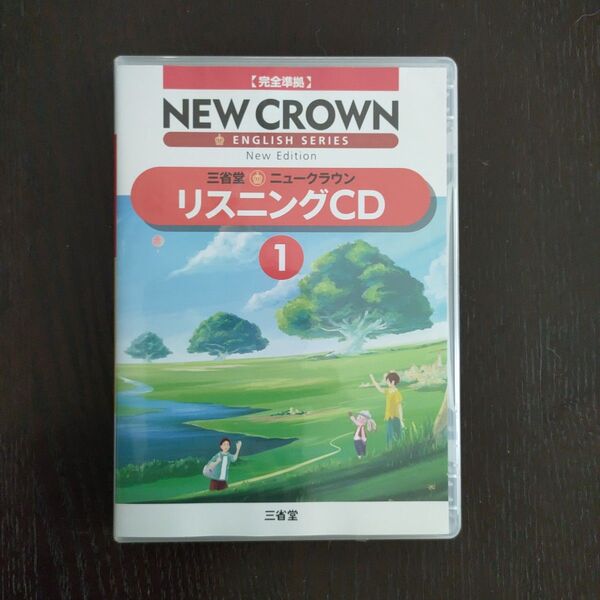 【完全準拠】
NEW CROWN
ENGLISH SERIES
New Edition
三省堂 ニュークラウン
リスニングCD
1
三省堂